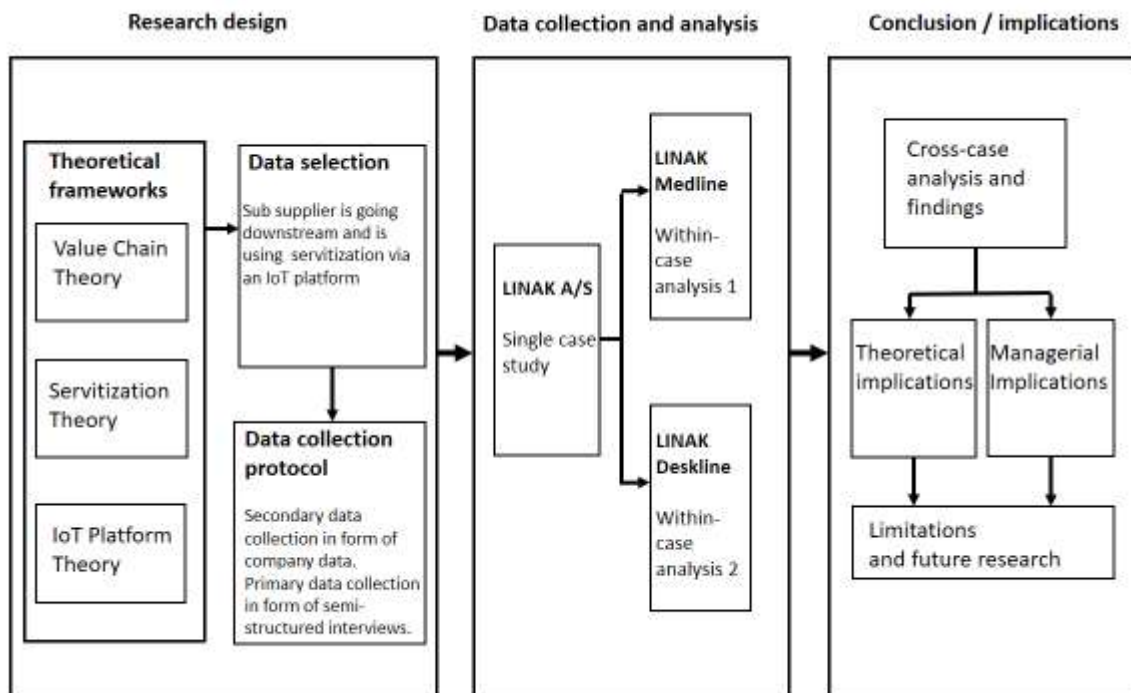 Research design
Data collection and analysis
Conclusion / implications
Theoretical
frameworks
Value Chain
Theory
Servitization
Theory
IoT Platform
Theory
Data selection
Sub supplier is going
downstream and is
using servitization via
an IoT platform
Data collection
protocol
Secondary data
collection in form of
company data.
Primary data collection
in form of semi-
structured interviews.
LINAK A/S
Single case
study
LINAK
Medline
Within-
case
analysis 1
LINAK
Deskline
Within-
case
analysis 2
Cross-case
analysis and
findings
Theoretical
implications
Managerial
Implications
Limitations
and future research